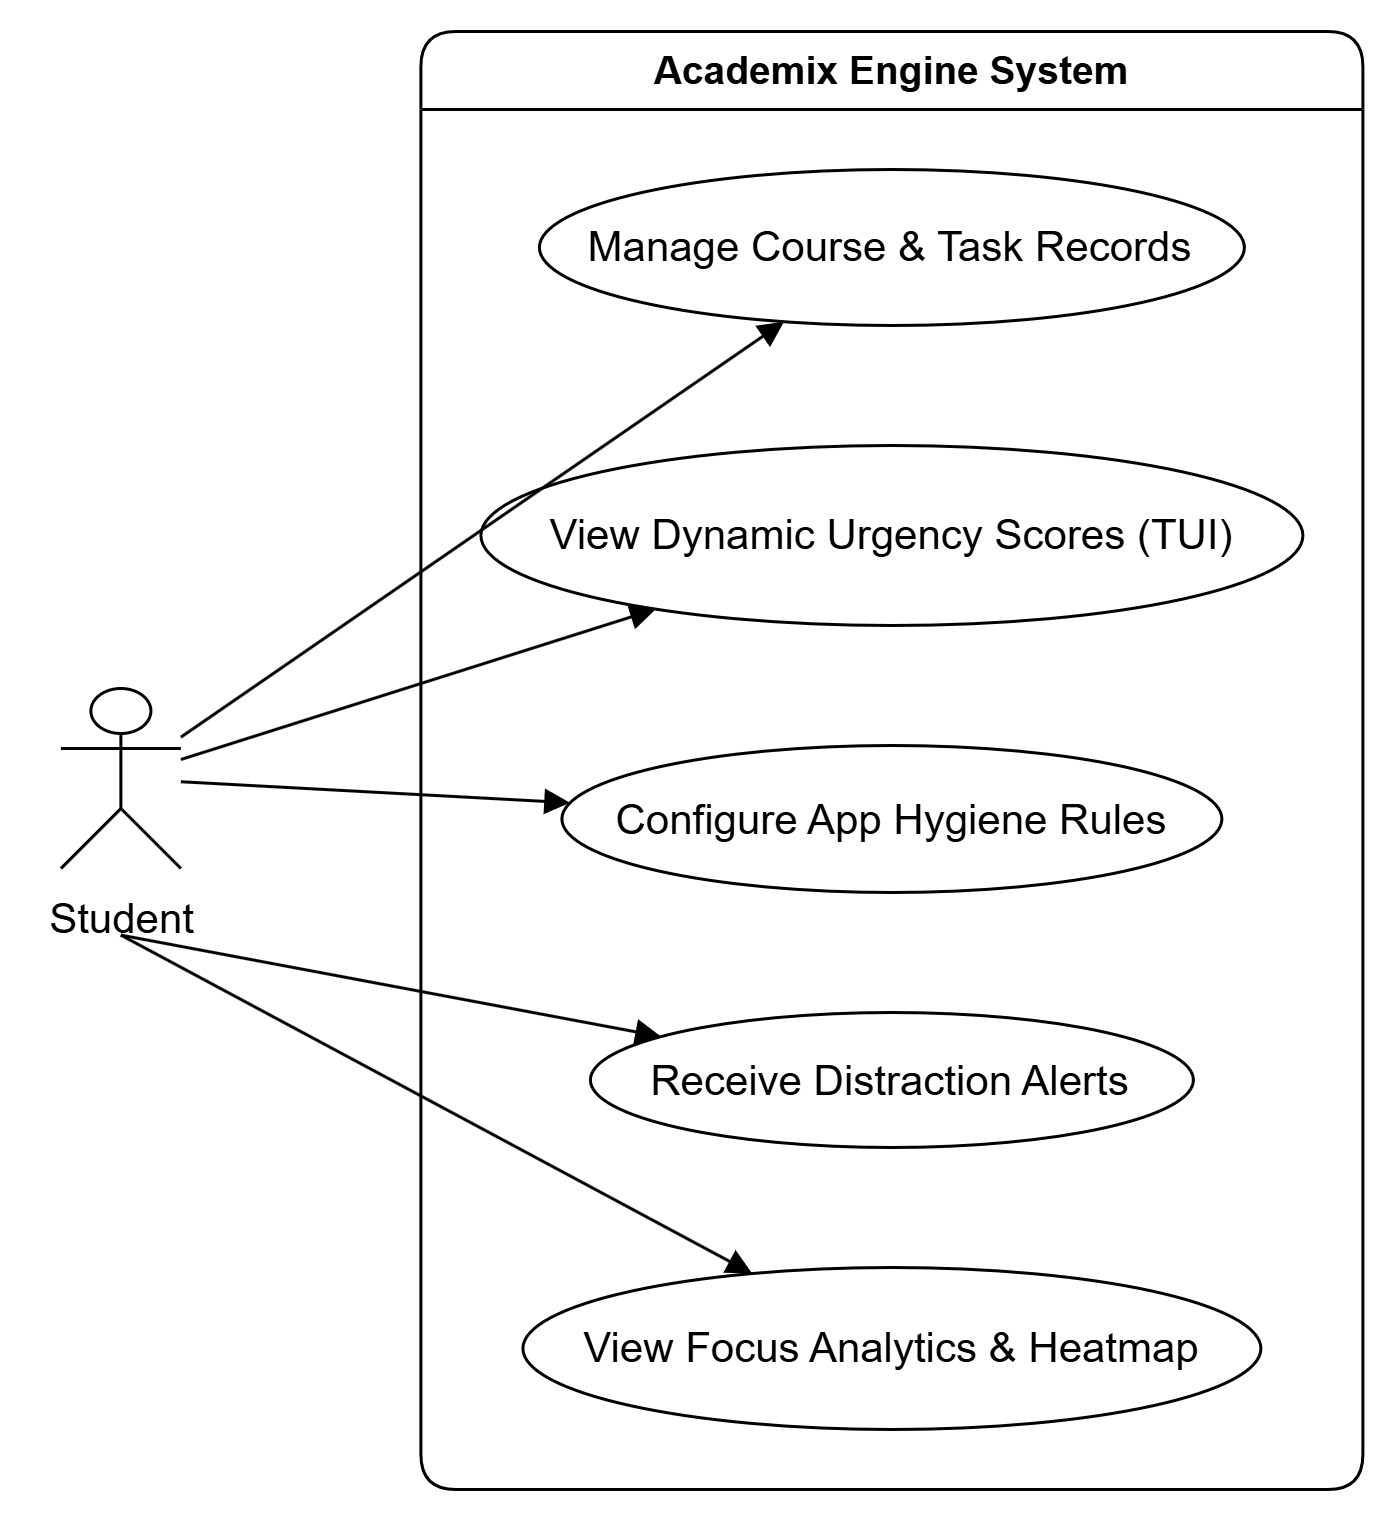 Academix Engine System
Manage Course & Task Records
View Dynamic Urgency Scores (TUI)
Configure App Hygiene Rules
Student
Receive Distraction Alerts
View Focus Analytics & Heatmap